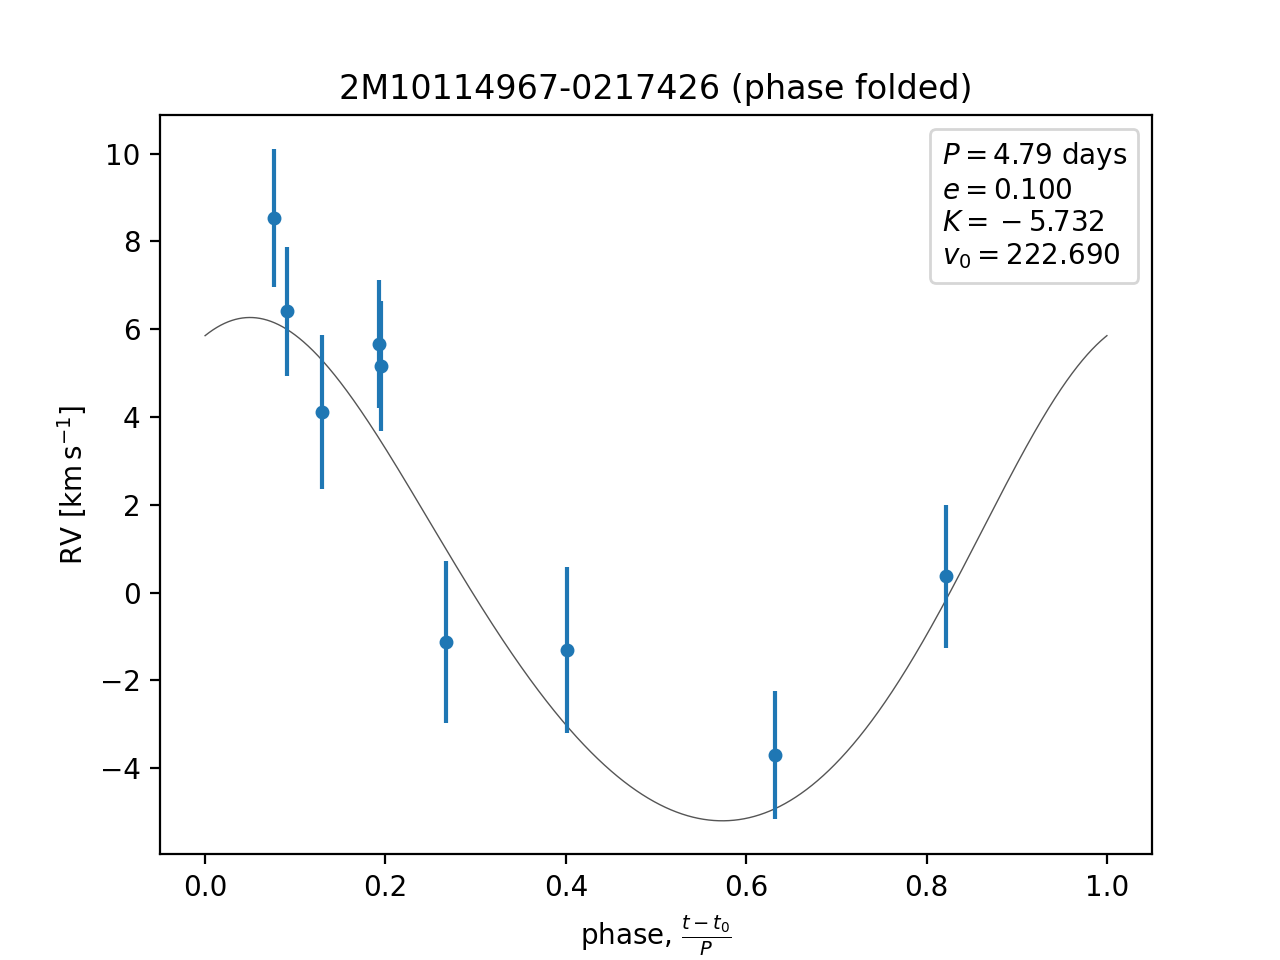 2M10114967-0217426 (phase folded)
P = 4.79 days
e = 0.100
K = −5.732
v₀ = 222.690
10
8
6
4
2
0
−2
−4
RV [km s⁻¹]
0.0 0.2 0.4 0.6 0.8 1.0
phase, (t − t₀)/P